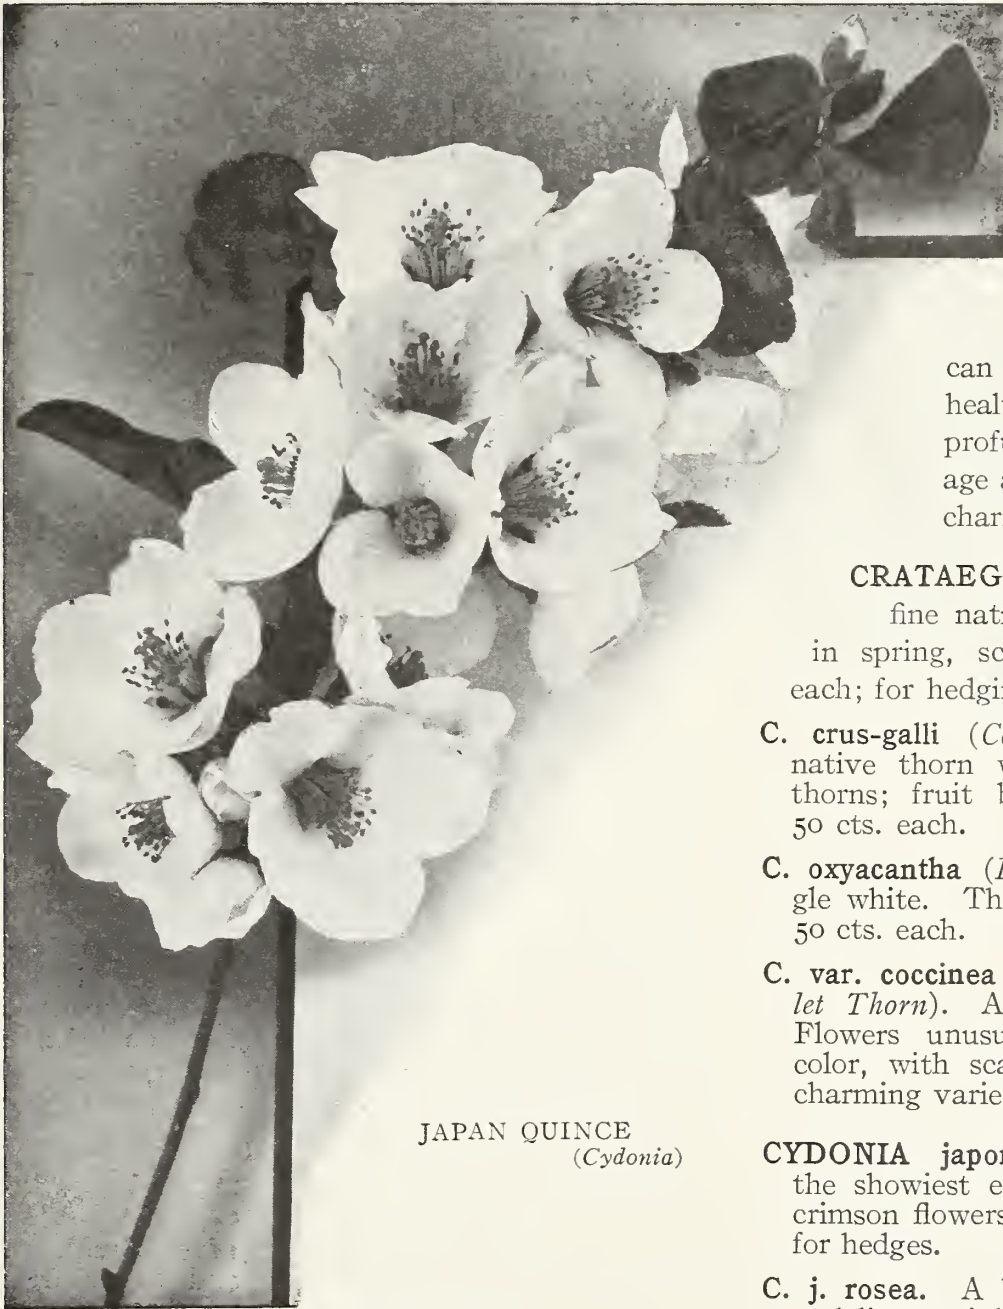 can
heal
prof
age a
char
CRATAEG
fine nati
in spring, sc
each; for hedgi
C. crus-galli (C
native thorn
thorns; fruit
50 cts. each.
C. oxyacantha (
gle white. Th
50 cts. each.
C. var. coccinea
let Thorn). A
Flowers unusu
color, with sca
charming varie
JAPAN QUINCE
(Cydonia)
CYDONIA japon
the showiest e
crimson flowers
for hedges.
C. j. rosea. A